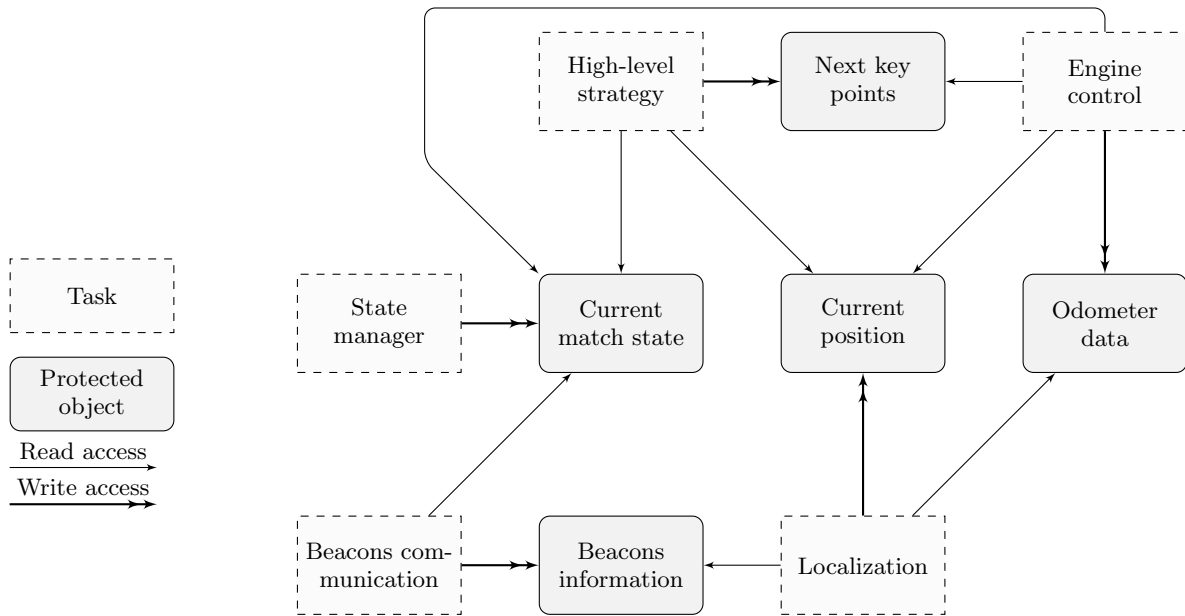 High-level
strategy
Next key
points
Engine
control
Task
State
manager
Current
match state
Current
position
Odometer
data
Protected
object
Read access
Write access
Beacons com-
munication
Beacons
information
Localization